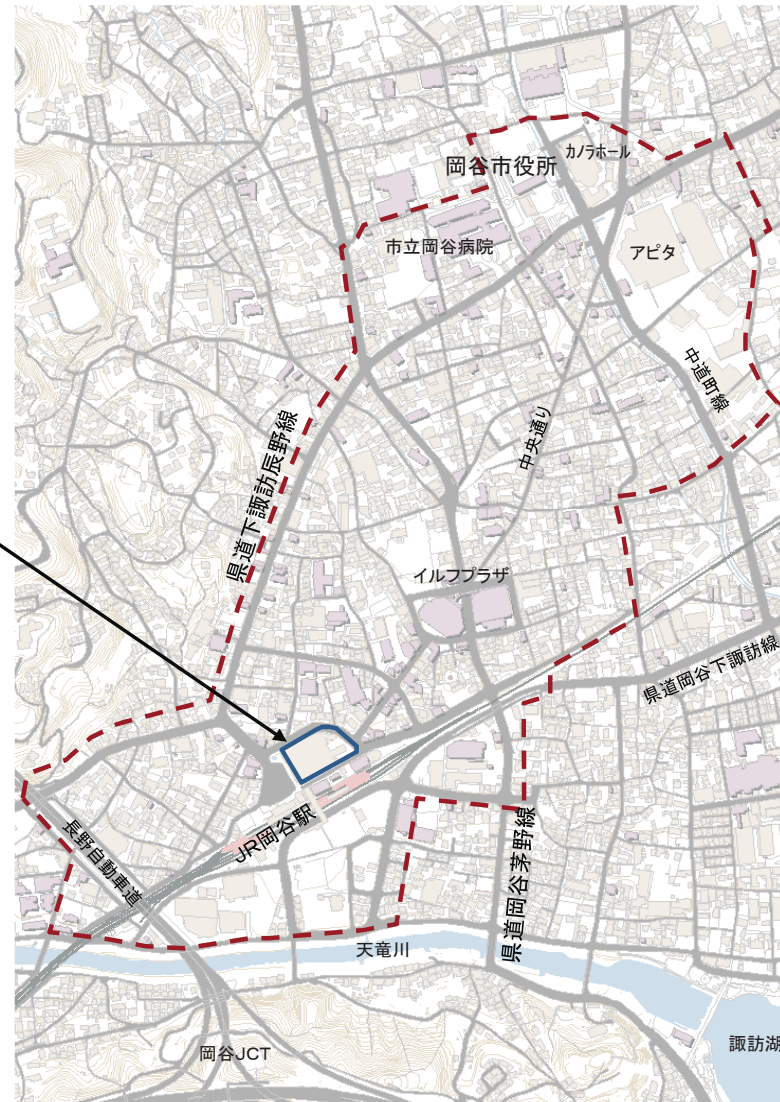 カノラホール
岡谷市役所
市立岡谷病院
アピタ
中道町線
中央通り
県道下諏訪辰野線
イルフプラザ
県道岡谷下諏訪線
JR岡谷駅
長野自動車道
県道岡谷茅野線
天竜川
岡谷JCT
諏訪湖